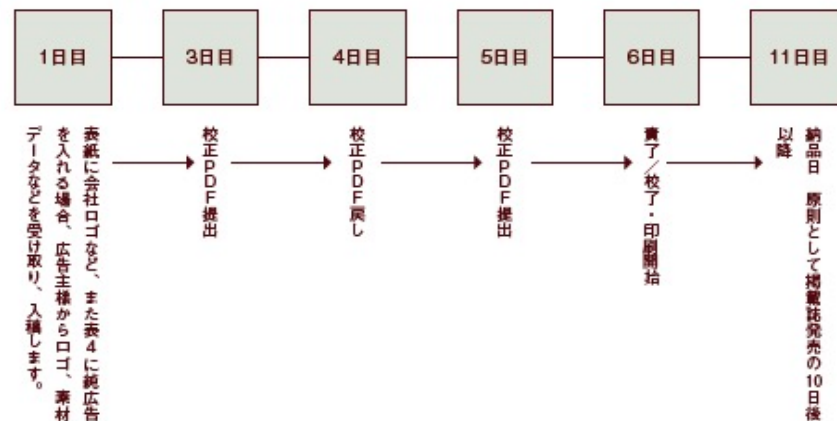 1日目
3日目
4日目
5日目
6日目
11日目
表紙に会社ロゴなど、また表4に純広告
を入れる場合、広告主様からロゴ、素材
データなどを受け取り、入稿します。
校正PDF提出
校正PDF戻し
校正PDF提出
責了／校了・印刷開始
納品日　原則として掲載誌発売の10日後
以降